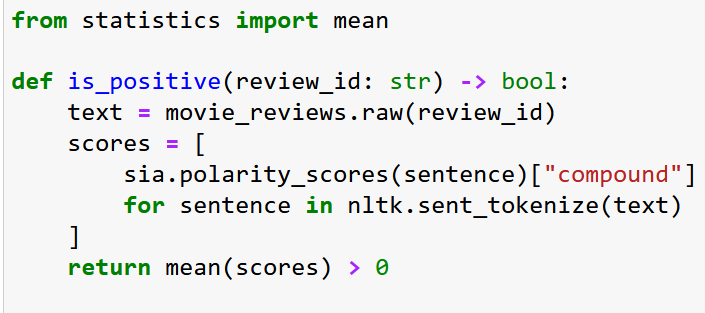 from statistics import mean

def is_positive(review_id: str) -> bool:
    text = movie_reviews.raw(review_id)
    scores = [
        sia.polarity_scores(sentence)["compound"]
        for sentence in nltk.sent_tokenize(text)
    ]
    return mean(scores) > 0